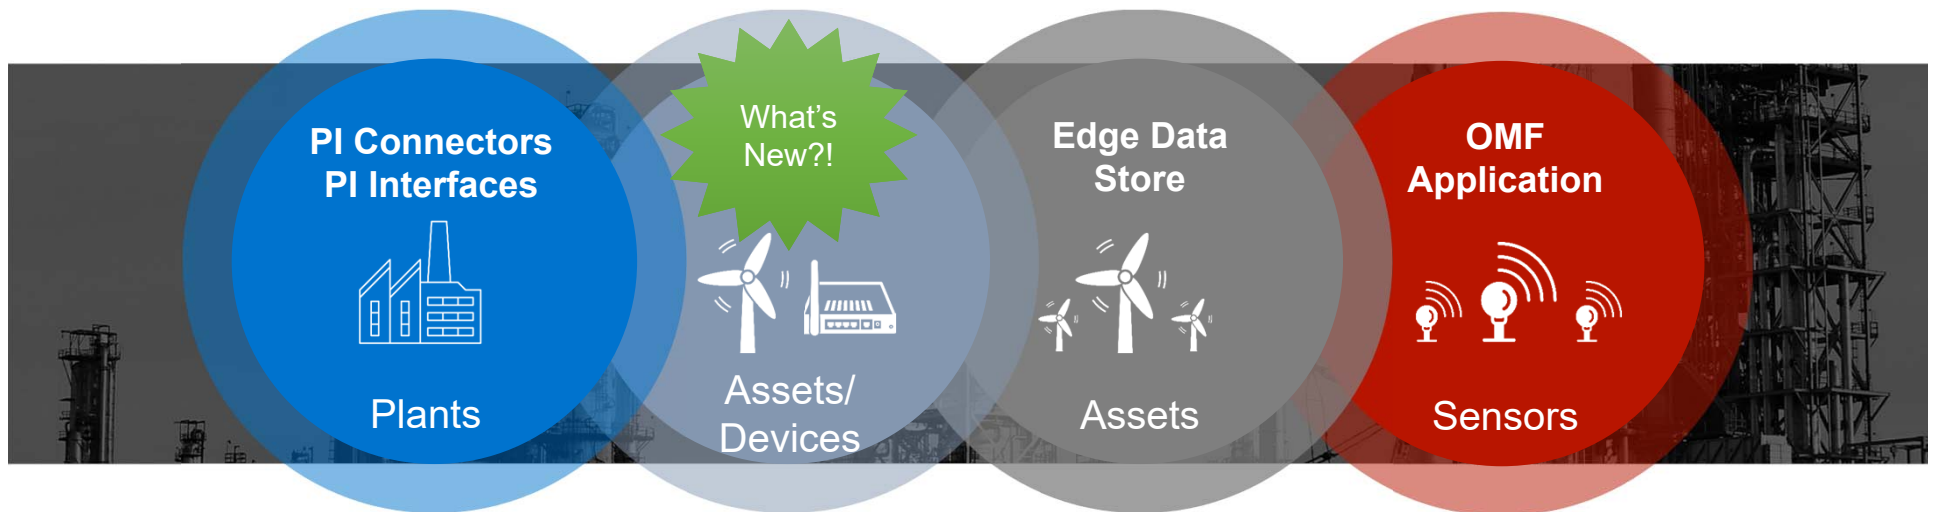 PI Connectors
PI Interfaces
Plants
What's
New?!
Assets/
Devices
Edge Data
Store
Assets
OMF
Application
Sensors